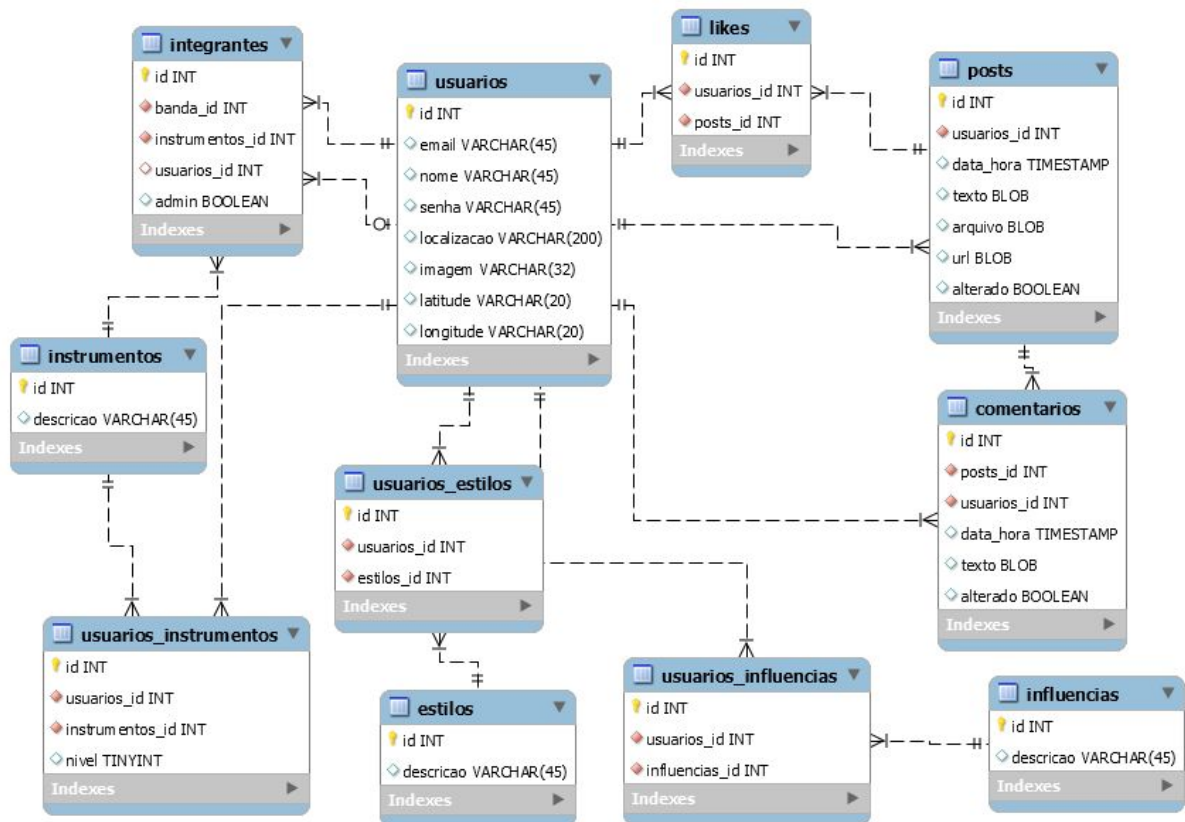 integrantes
id INT
banda_id INT
instrumentos_id INT
usuarios_id INT
admin BOOLEAN
Indexes
usuarios
id INT
email VARCHAR(45)
nome VARCHAR(45)
senha VARCHAR(45)
localizacao VARCHAR(200)
imagem VARCHAR(32)
latitude VARCHAR(20)
longitude VARCHAR(20)
Indexes
likes
id INT
usuarios_id INT
posts_id INT
Indexes
posts
id INT
usuarios_id INT
data_hora TIMESTAMP
texto BLOB
arquivo BLOB
url BLOB
alterado BOOLEAN
Indexes
instrumentos
id INT
descricao VARCHAR(45)
Indexes
usuarios_estilos
id INT
usuarios_id INT
estilos_id INT
Indexes
comentarios
id INT
posts_id INT
usuarios_id INT
data_hora TIMESTAMP
texto BLOB
alterado BOOLEAN
Indexes
usuarios_instrumentos
id INT
usuarios_id INT
instrumentos_id INT
nivel TINYINT
Indexes
estilos
id INT
descricao VARCHAR(45)
Indexes
usuarios_influencias
id INT
usuarios_id INT
influencias_id INT
Indexes
influencias
id INT
descricao VARCHAR(45)
Indexes